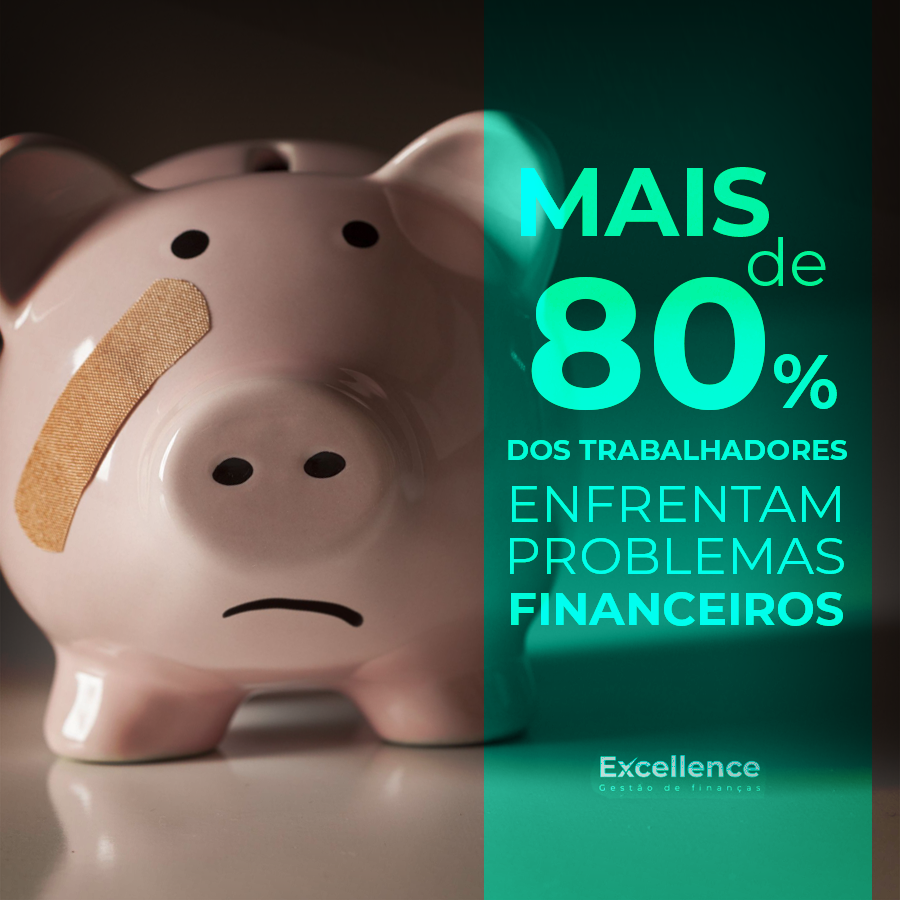 MAIS
de
80%
DOS TRABALHADORES
ENFRENTAM
PROBLEMAS
FINANCEIROS
Excellence
Gestão de finanças